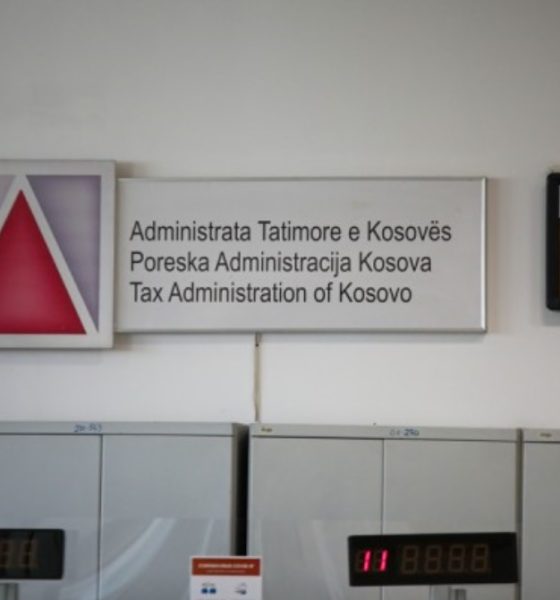 Administrata Tatimore e Kosovës
Poreska Administracija Kosova
Tax Administration of Kosovo
11